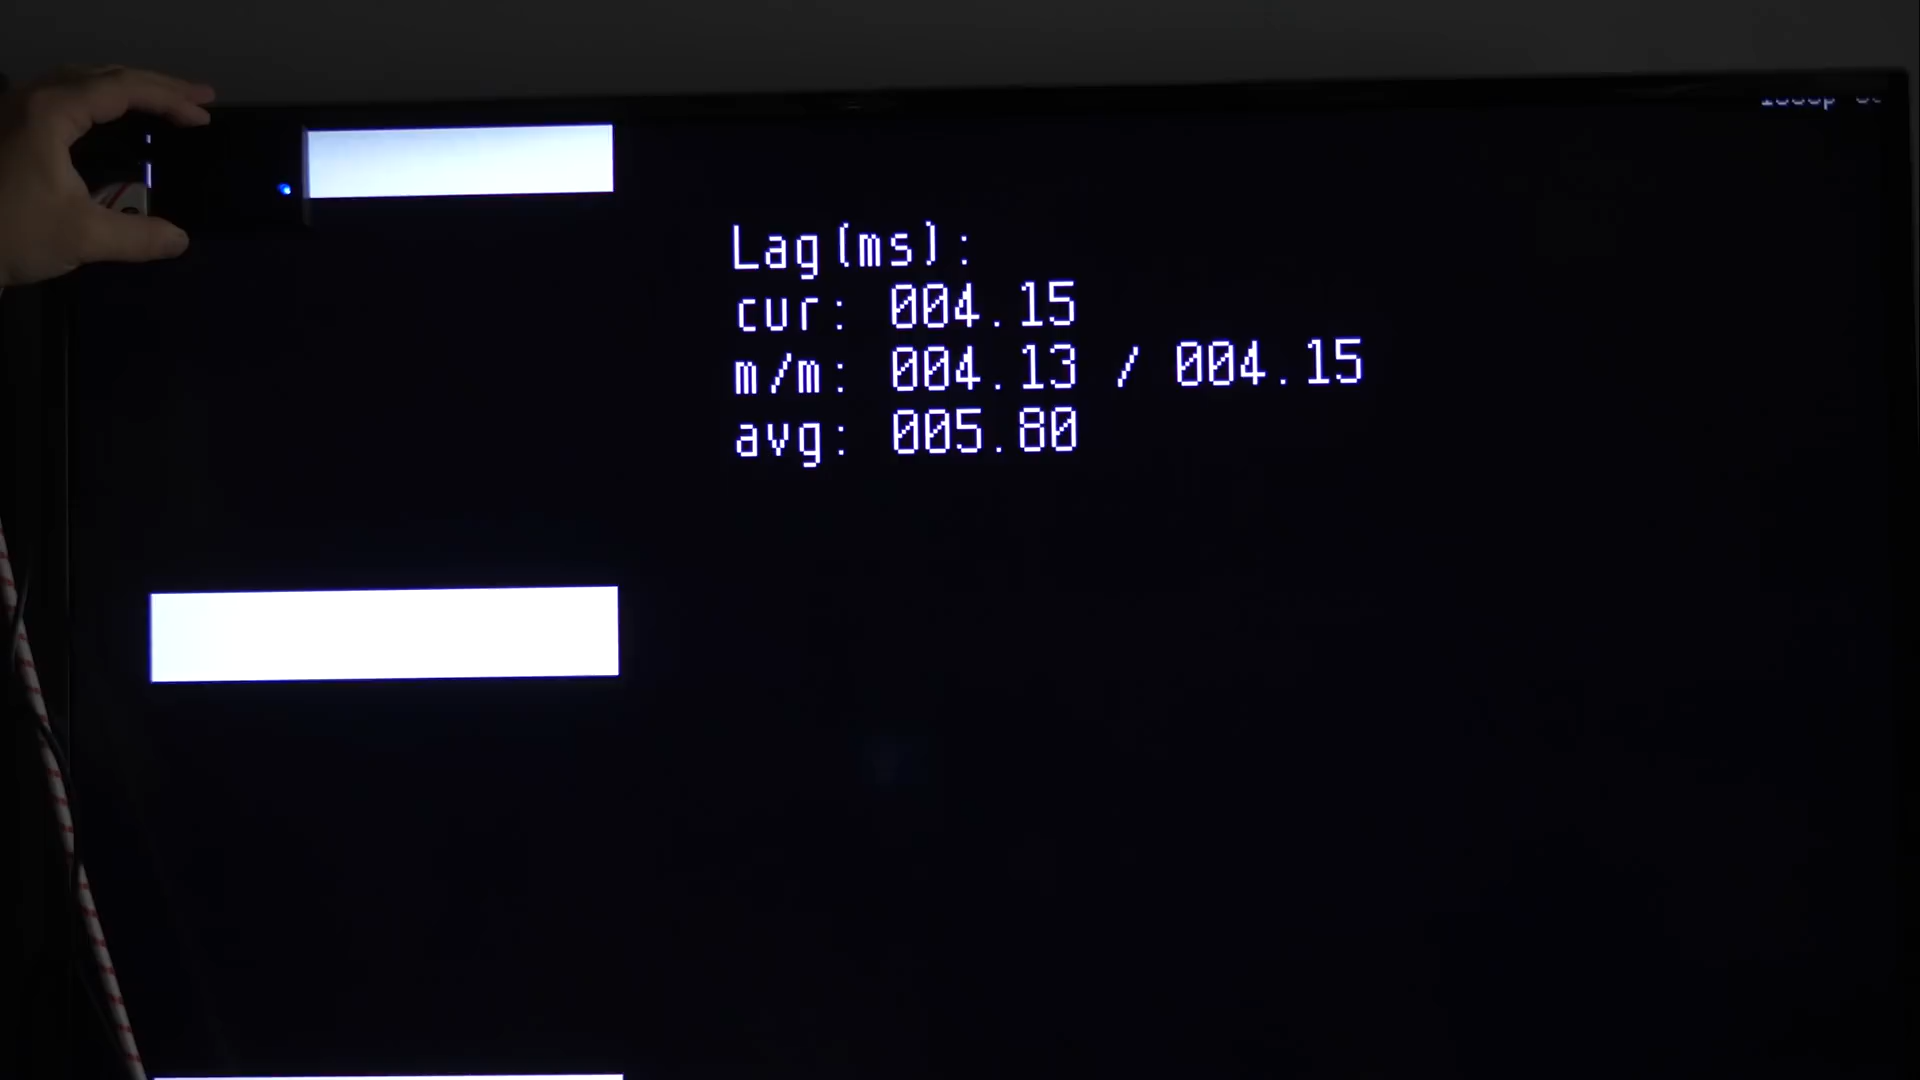 Lag(ms):
cur: 004.15
m/m: 004.13 / 004.15
avg: 005.80